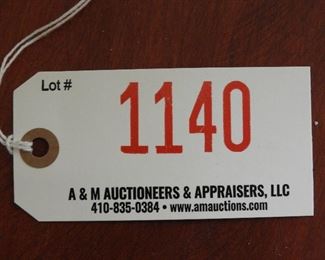 Lot #
1140
A & M AUCTIONEERS & APPRAISERS, LLC
410-835-0384 • www.amauctions.com